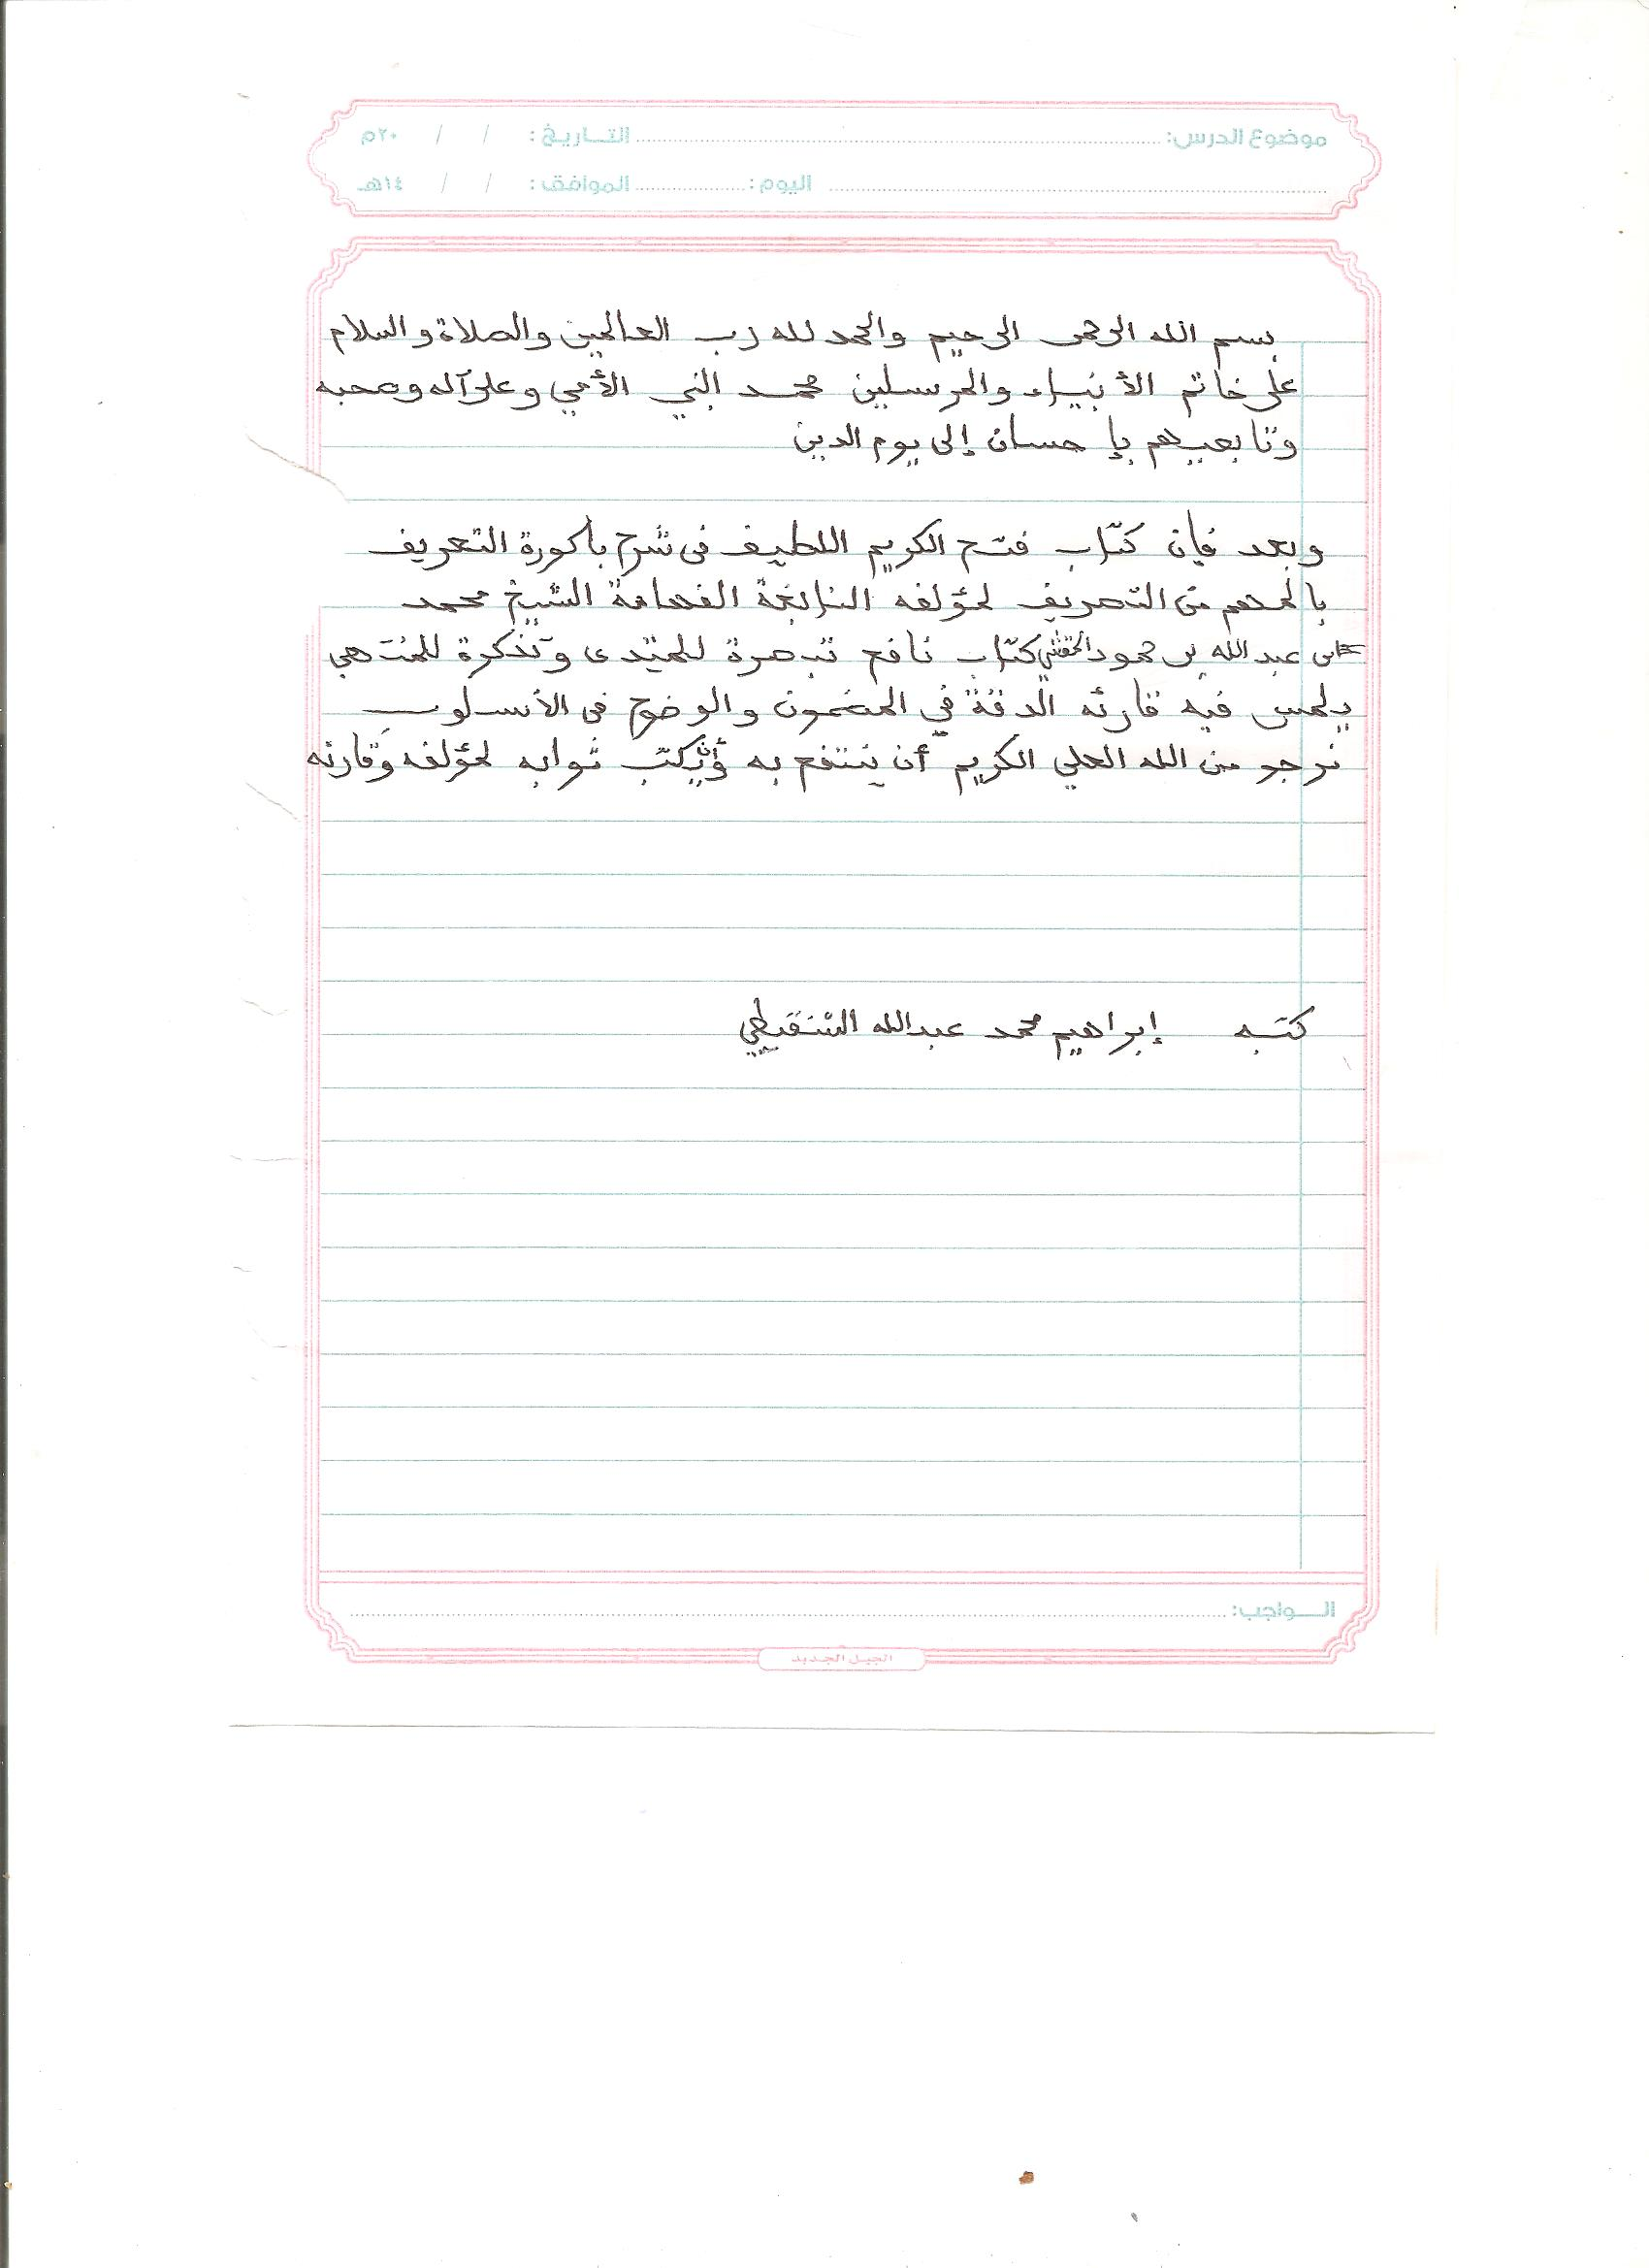 موضوع الدرس: التاريخ : / / ٢٠م
اليوم : الموافق : / / ١٤هـ
بسم الله الرحمن الرحيم والحمد لله رب العالمين والصلاة والسلام
على خاتم الأنبياء والمرسلين محمد النبي الأمي وعلى آله وصحبه
وتابعيهم بإحسان إلى يوم الدين
وبعد فإن كتاب فتح الكريم اللطيف في شرح باكورة التعريف
بالمهم من التصريف لمؤلفه النابغة الفهامة الشيخ محمد
بن عبد الله بن محمود كتاب نافع تبصرة للمبتدى وتذكرة للمنتهي
يلمس فيه قارئه الدقة في المضمون والوضوح في الأسلوب
نرجو من الله العلي الكريم أن ينتفع به وأن يكتب ثوابه لمؤلفه وقارئه
كتبه إبراهيم محمد عبدالله الشنقيطي
الـواجب:
الجيل الجديد